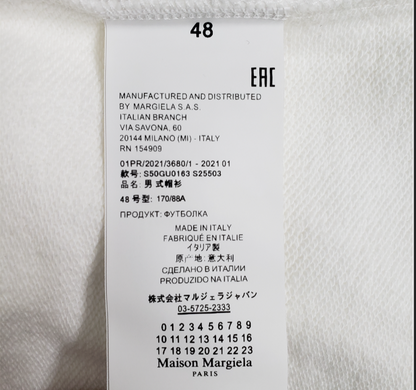 48
EAC
MANUFACTURED AND DISTRIBUTED
BY MARGIELA S.A.S.
ITALIAN BRANCH
VIA SAVONA, 60
20144 MILANO (MI) - ITALY
RN 154909
01PR/2021/3680/1 - 2021 01
款号: S50GU0163 S25503
品名: 男式帽衫
48 号型: 170/88A
ПРОДУКТ: ФУТБОЛКА
MADE IN ITALY
FABRIQUÉ EN ITALIE
イタリア製
原产地: 意大利
СДЕЛАНО В ИТАЛИИ
PRODUZIDO NA ITALIA
株式会社マルジェラジャパン
03-5725-2333
0 1 2 3 4 5 6 7 8 9
10 11 12 13 14 15 16
17 18 19 20 21 22 23
Maison Margiela
PARIS